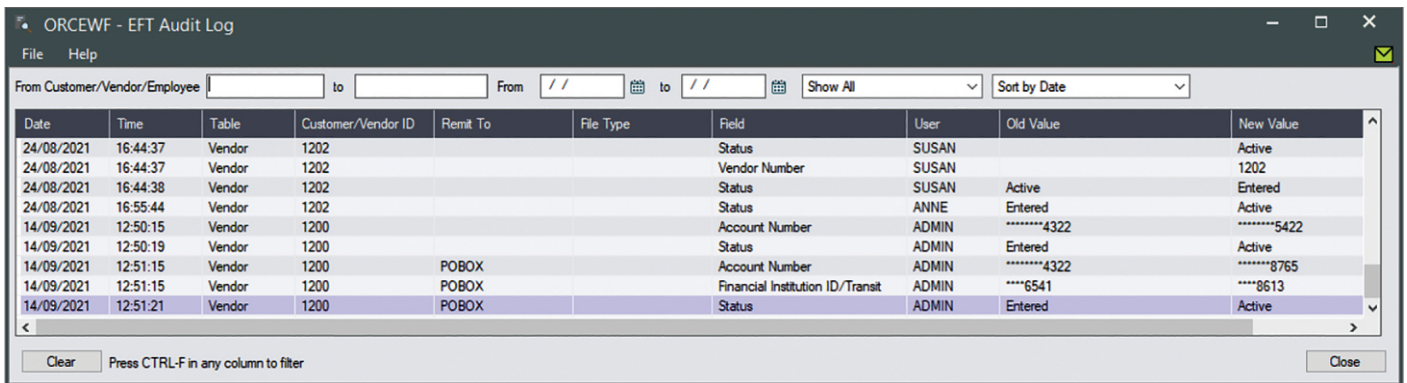 ORCEWF - EFT Audit Log
File Help
From Customer/Vendor/Employee to From / / to / / Show All Sort by Date
Date Time Table Customer/Vendor ID Remit To File Type Field User Old Value New Value
24/08/2021 16:44:37 Vendor 1202 Status SUSAN Active
24/08/2021 16:44:37 Vendor 1202 Vendor Number SUSAN 1202
24/08/2021 16:44:38 Vendor 1202 Status SUSAN Active Entered
24/08/2021 16:55:44 Vendor 1202 Status ANNE Entered Active
14/09/2021 12:50:15 Vendor 1200 Account Number ADMIN ********4322 ********5422
14/09/2021 12:50:19 Vendor 1200 Status ADMIN Entered Active
14/09/2021 12:51:15 Vendor 1200 POBOX Account Number ADMIN ********4322 *******8765
14/09/2021 12:51:15 Vendor 1200 POBOX Financial Institution ID/Transit ADMIN ****6541 ****8613
14/09/2021 12:51:21 Vendor 1200 POBOX Status ADMIN Entered Active
Clear Press CTRL-F in any column to filter Close